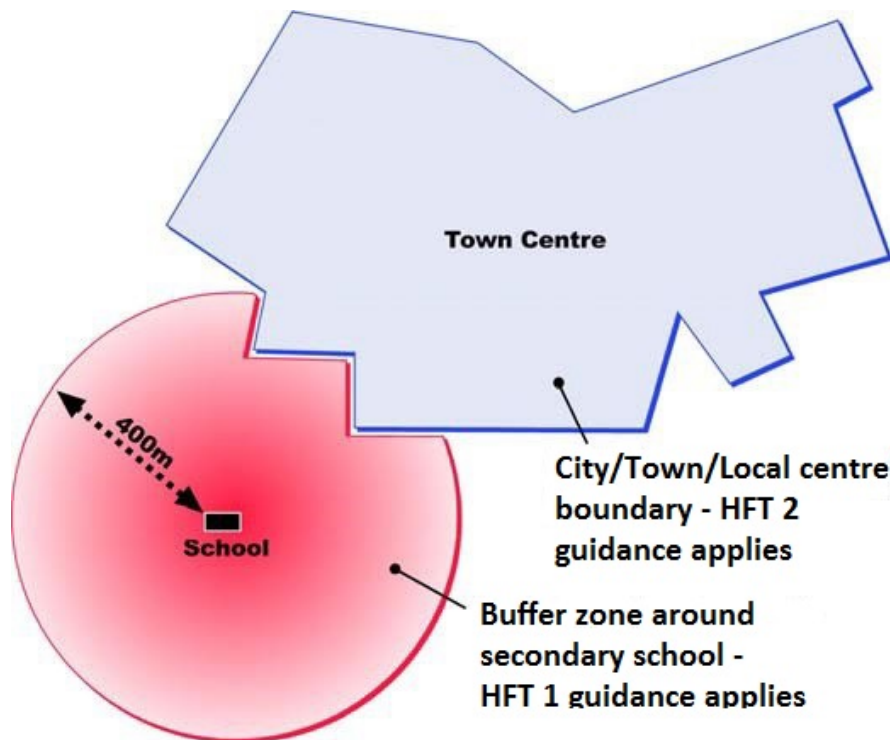 Town Centre
400m
School
City/Town/Local centre
boundary - HFT 2
guidance applies
Buffer zone around
secondary school -
HFT 1 guidance applies